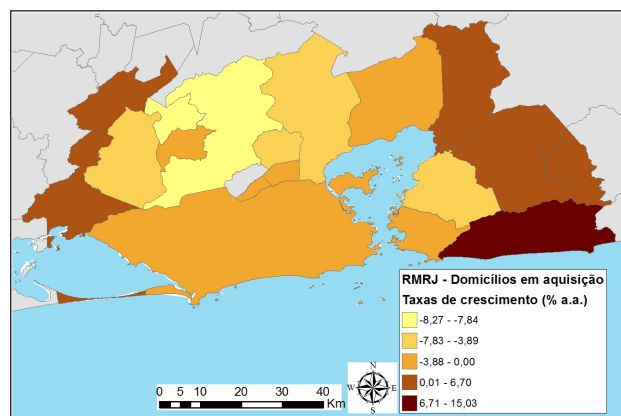 RMRJ - Domicílios em aquisição
Taxas de crescimento (% a.a.)
-8,27 - -7,84
-7,83 - -3,89
-3,88 - 0,00
0,01 - 6,70
6,71 - 15,03
N
W E
S
0 5 10 20 30 40
Km